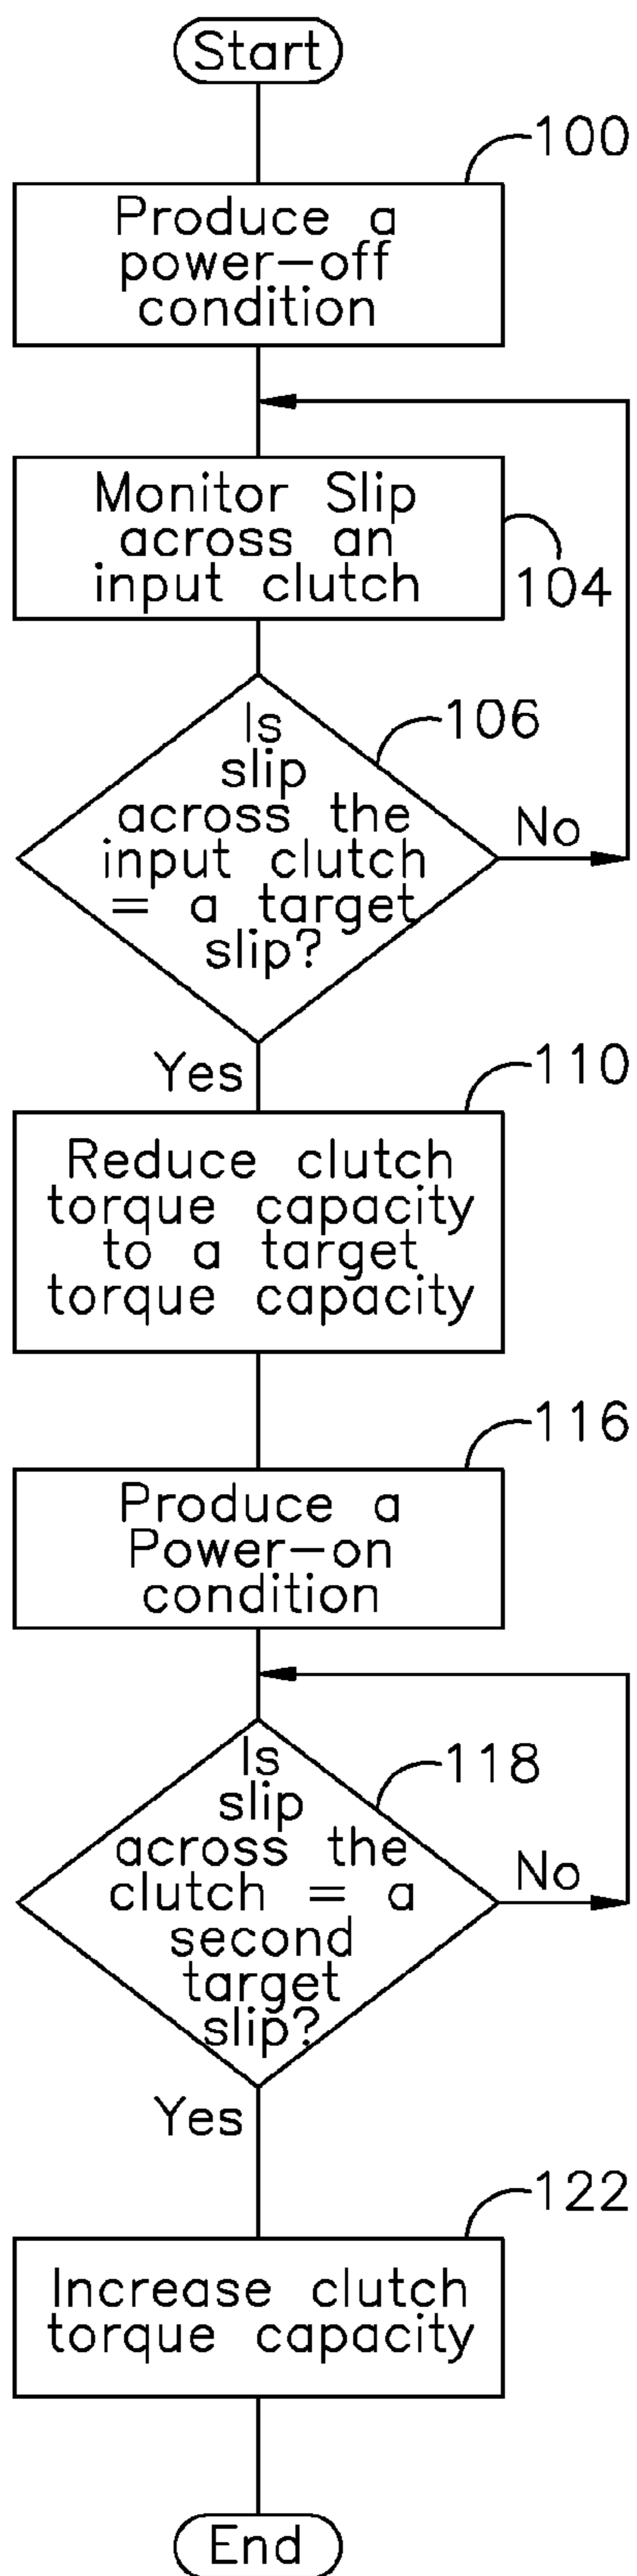 Start
100
Produce a
power-off
condition
Monitor Slip
across an
input clutch
104
106
Is
slip
across the
input clutch
= a target
slip?
No
Yes
110
Reduce clutch
torque capacity
to a target
torque capacity
116
Produce a
Power-on
condition
118
Is
slip
across the
clutch = a
second
target
slip?
No
Yes
122
Increase clutch
torque capacity
End